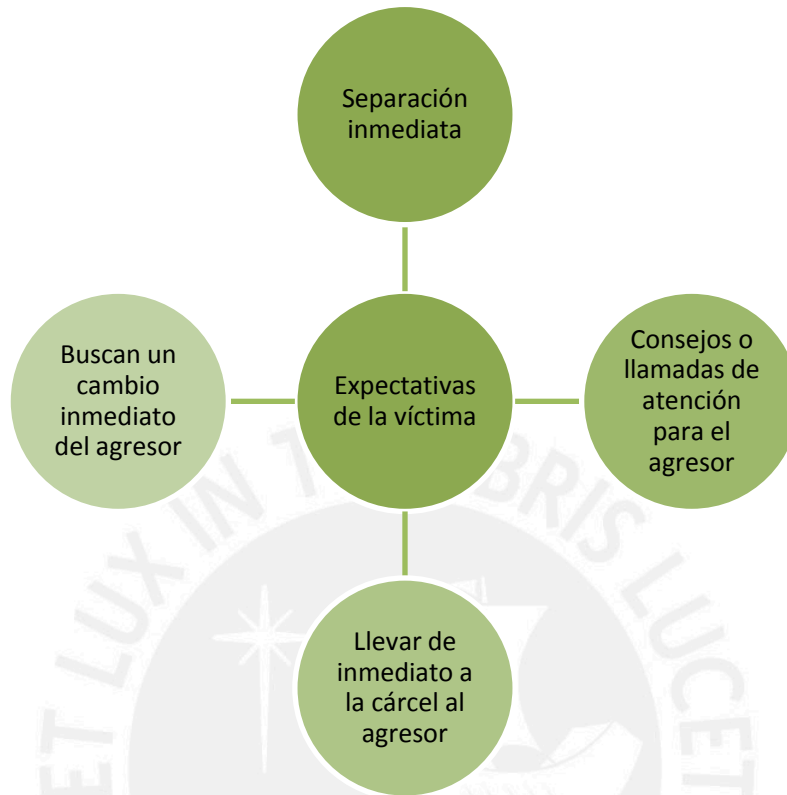 Separación
inmediata
Buscan un
cambio
inmediato
del agresor
Expectativas
de la víctima
Consejos o
llamadas de
atención
para el
agresor
Llevar de
inmediato a
la cárcel al
agresor
ET LUX IN
BRIS LUCET